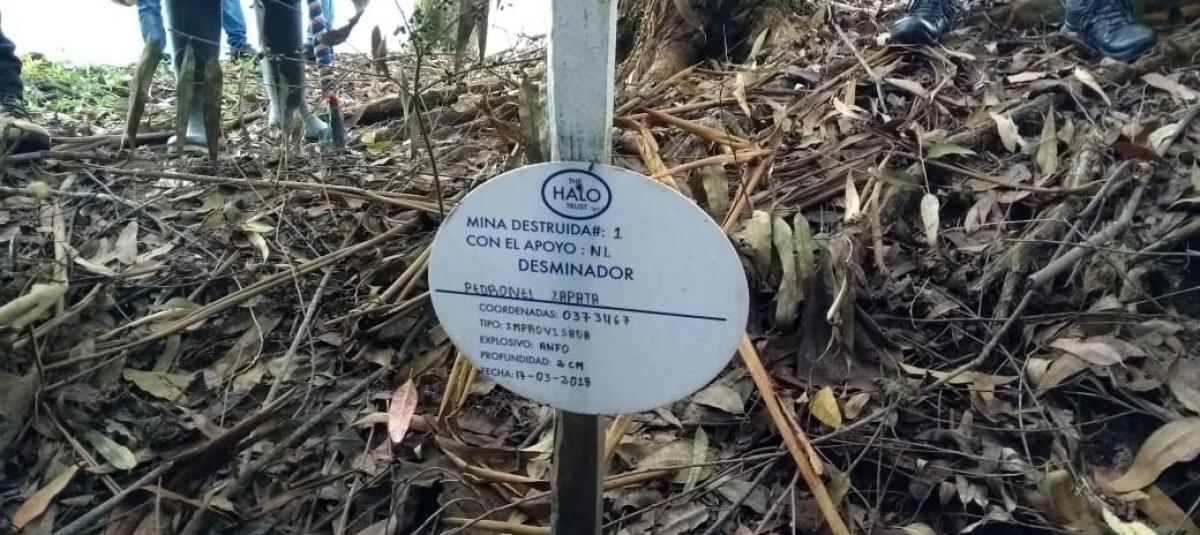 THE
HALO
TRUST
MINA DESTRUIDA#: 1
CON EL APOYO : NL
DESMINADOR
PEDRONEL ZAPATA
COORDENADAS: 0373467
TIPO: IMPROVISADA
EXPLOSIVO: ANFO
PROFUNDIDAD: 2 CM
FECHA: 17-03-2018